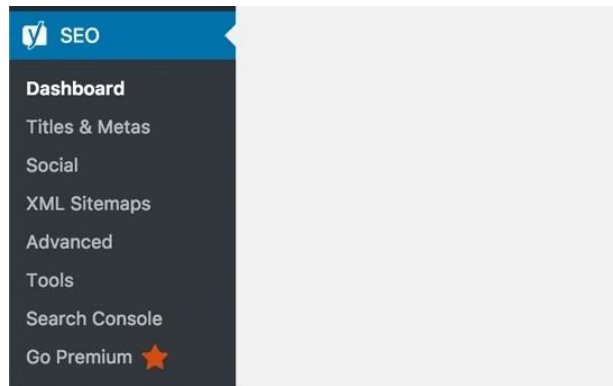 SEO
Dashboard
Titles & Metas
Social
XML Sitemaps
Advanced
Tools
Search Console
Go Premium